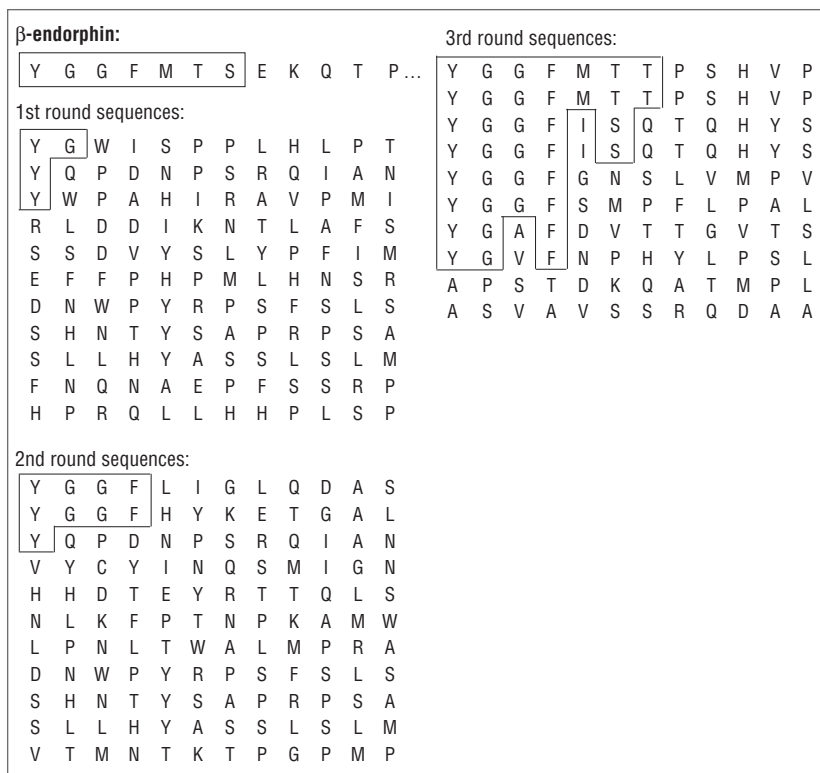 β-endorphin:
Y G G F M T S E K Q T P...
1st round sequences:
Y G W I S P P L H L P T
Y Q P D N P S R Q I A N
Y W P A H I R A V P M I
R L D D I K N T L A F S
S S D V Y S L Y P F I M
E F F P H P M L H N S R
D N W P Y R P S F S L S
S H N T Y S A P R P S A
S L L H Y A S S L S L M
F N Q N A E P F S S R P
H P R Q L L H H P L S P
2nd round sequences:
Y G G F L I G L Q D A S
Y G G F H Y K E T G A L
Y Q P D N P S R Q I A N
V Y C Y I N Q S M I G N
H H D T E Y R T T Q L S
N L K F P T N P K A M W
L P N L T W A L M P R A
D N W P Y R P S F S L S
S H N T Y S A P R P S A
S L L H Y A S S L S L M
V T M N T K T P G P M P
3rd round sequences:
Y G G F M T T P S H V P
Y G G F M T T P S H V P
Y G G F I S Q T Q H Y S
Y G G F I S Q T Q H Y S
Y G G F G N S L V M P V
Y G G F S M P F L P A L
Y G A F D V T T G V T S
Y G V F N P H Y L P S L
A P S T D K Q A T M P L
A S V A V S S R Q D A A